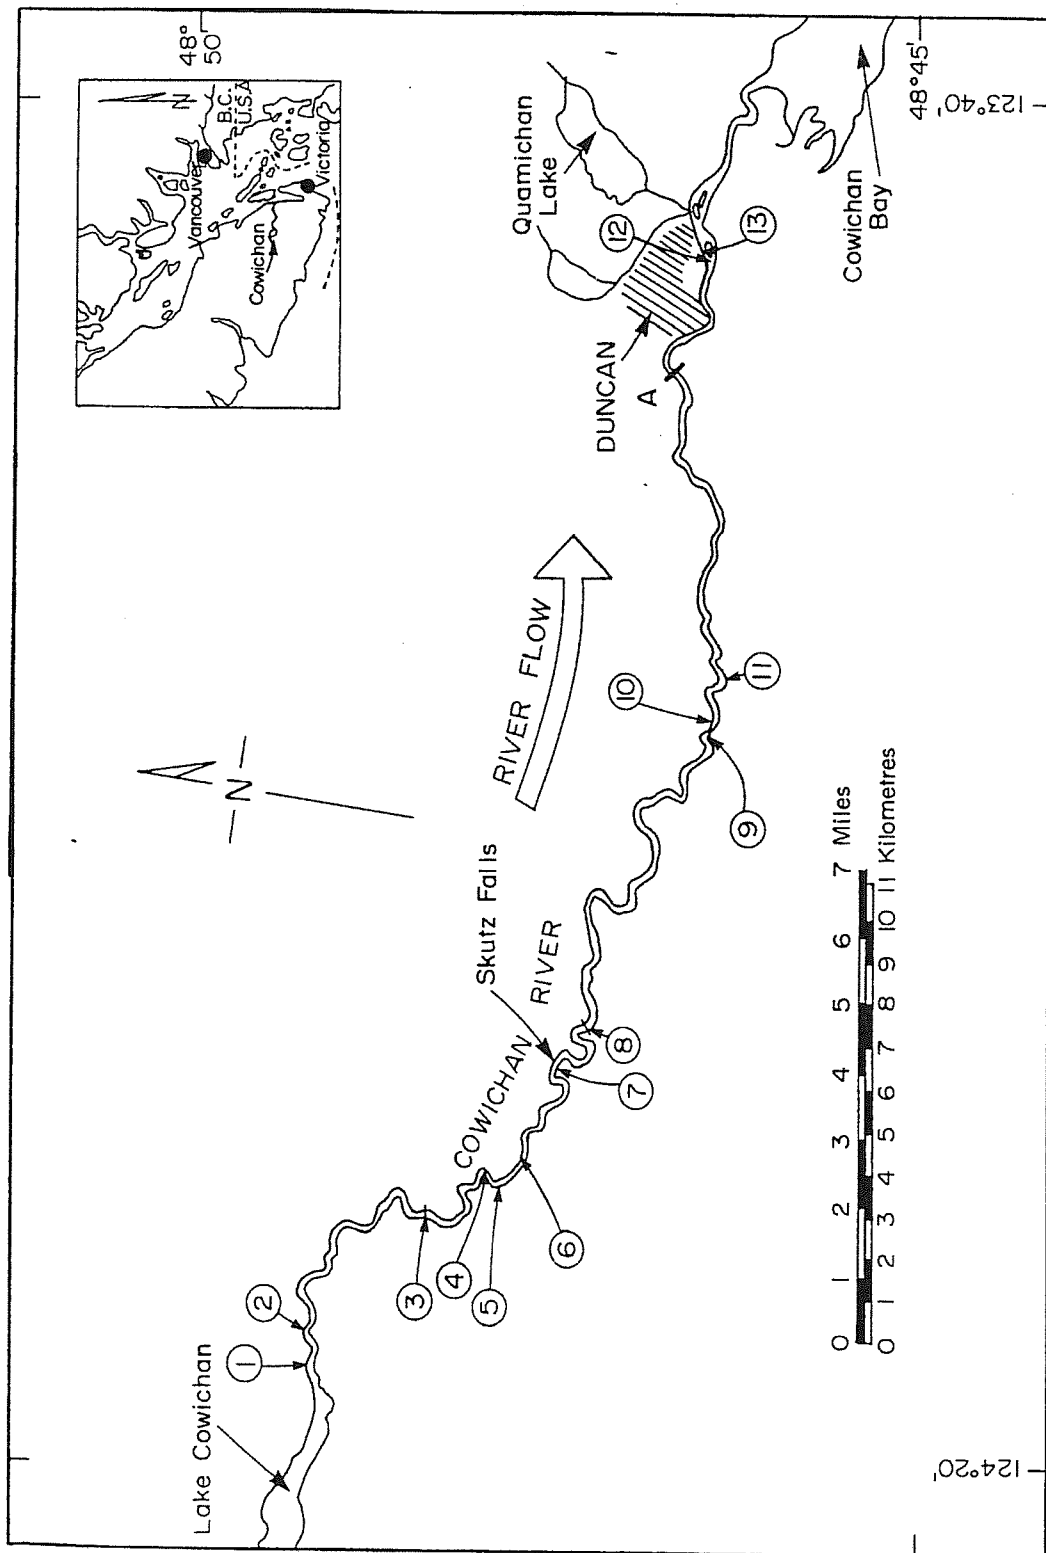 48°
50'
N
B.C.
U.S.A.
Vancouver
Victoria
Cowichan
Quamichan
Lake
12
13
DUNCAN
A
Cowichan
Bay
48°45'
123°40'
N
RIVER FLOW
Lake Cowichan
1
2
3
4
5
6
COWICHAN RIVER
Skutz Falls
7
8
9
10
11
0 1 2 3 4 5 6 7 Miles
0 1 2 3 4 5 6 7 8 9 10 11 Kilometres
124°20'